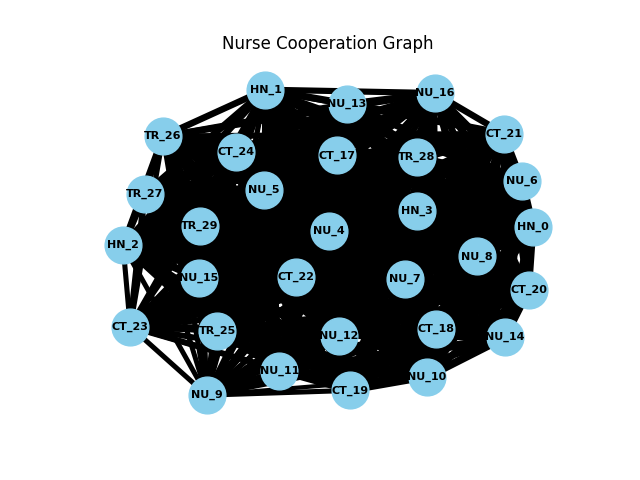 Nurse Cooperation Graph
HN_1
NU_16
NU_13
CT_21
TR_26
CT_24
CT_17
TR_28
NU_6
NU_5
TR_27
HN_3
TR_29
HN_0
NU_4
HN_2
NU_8
NU_15
CT_22
NU_7
CT_20
CT_23
TR_25
CT_18
NU_12
NU_14
NU_11
NU_10
CT_19
NU_9